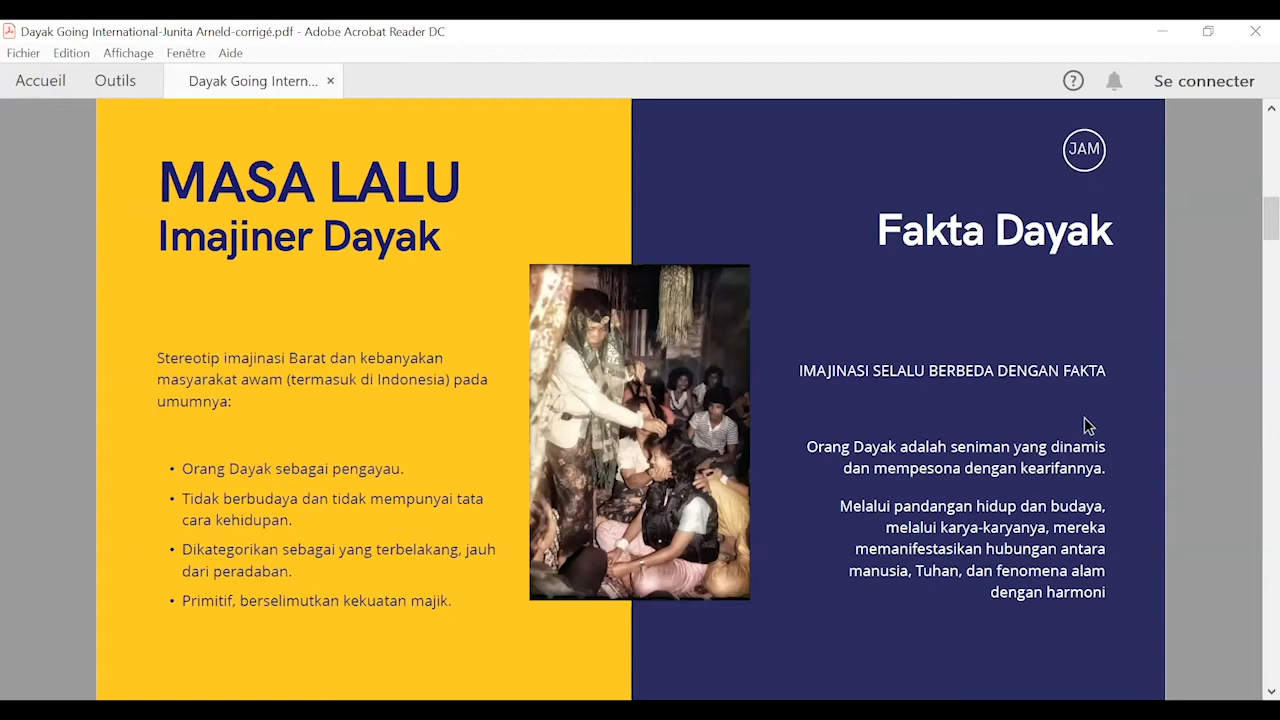 Dayak Going International-Junita Arneld-corrigé.pdf - Adobe Acrobat Reader DC
Fichier Edition Affichage Fenêtre Aide
Accueil Outils Dayak Going Intern... × ? Se connecter
MASA LALU
Imajiner Dayak
Stereotip imajinasi Barat dan kebanyakan
masyarakat awam (termasuk di Indonesia) pada
umumnya:
• Orang Dayak sebagai pengayau.
• Tidak berbudaya dan tidak mempunyai tata
cara kehidupan.
• Dikategorikan sebagai yang terbelakang, jauh
dari peradaban.
• Primitif, berselimutkan kekuatan majik.
JAM
Fakta Dayak
IMAJINASI SELALU BERBEDA DENGAN FAKTA
Orang Dayak adalah seniman yang dinamis
dan mempesona dengan kearifannya.
Melalui pandangan hidup dan budaya,
melalui karya-karyanya, mereka
memanifestasikan hubungan antara
manusia, Tuhan, dan fenomena alam
dengan harmoni